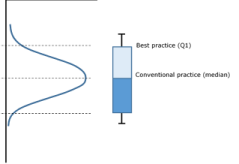 Best practice (Q1)
Conventional practice (median)